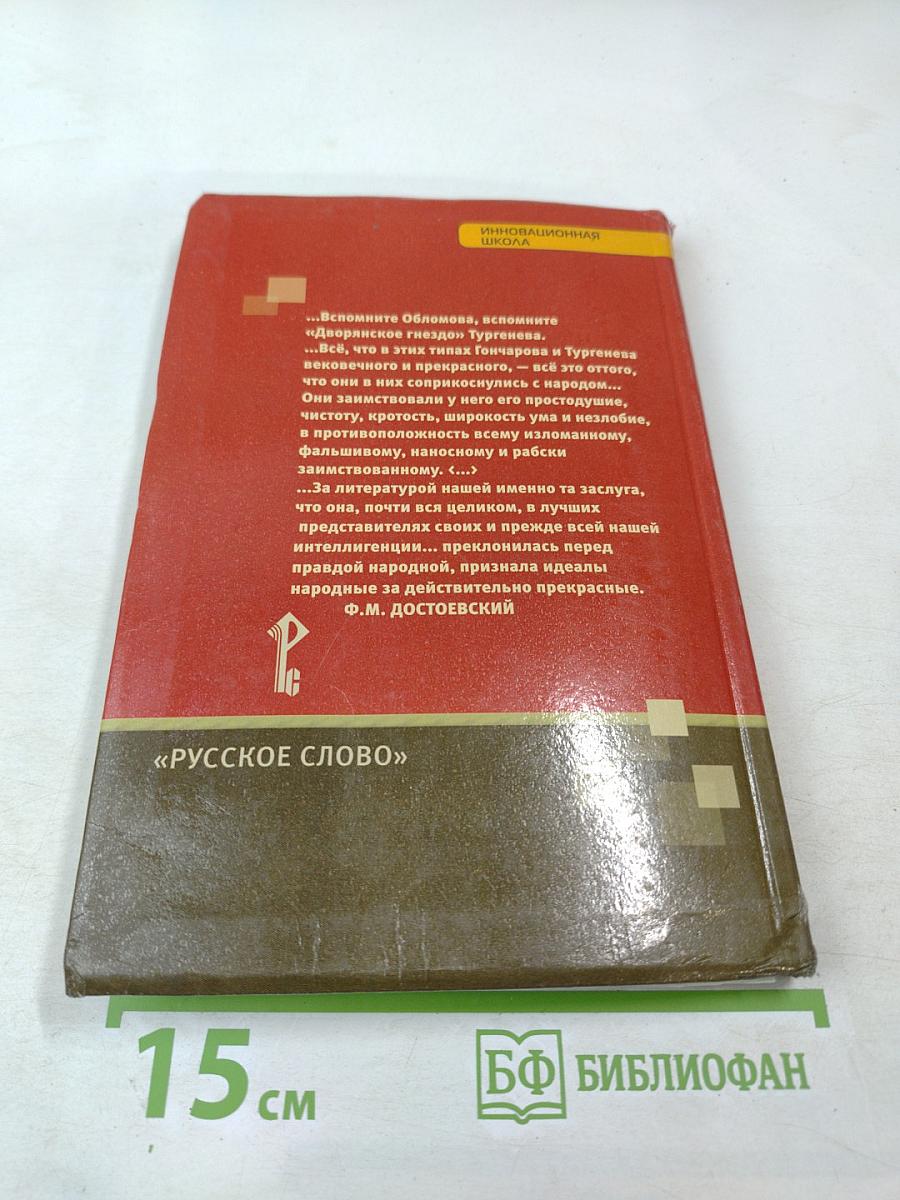 ИННОВАЦИОННАЯ
ШКОЛА
...Вспомните Обломова, вспомните
«Дворянское гнездо» Тургенева.
...Всё, что в этих типах Гончарова и Тургенева
вековечного и прекрасного, — всё это оттого,
что они в них соприкоснулись с народом...
Они заимствовали у него его простодушие,
чистоту, кротость, широкость ума и незлобие,
в противоположность всему изломанному,
фальшивому, наносному и рабски
заимствованному. <...>
...За литературой нашей именно та заслуга,
что она, почти вся целиком, в лучших
представителях своих и прежде всей нашей
интеллигенции... преклонилась перед
правдой народной, признала идеалы
народные за действительно прекрасные.
Ф.М. ДОСТОЕВСКИЙ
РС
«РУССКОЕ СЛОВО»
15 см
БФ БИБЛИОФАН